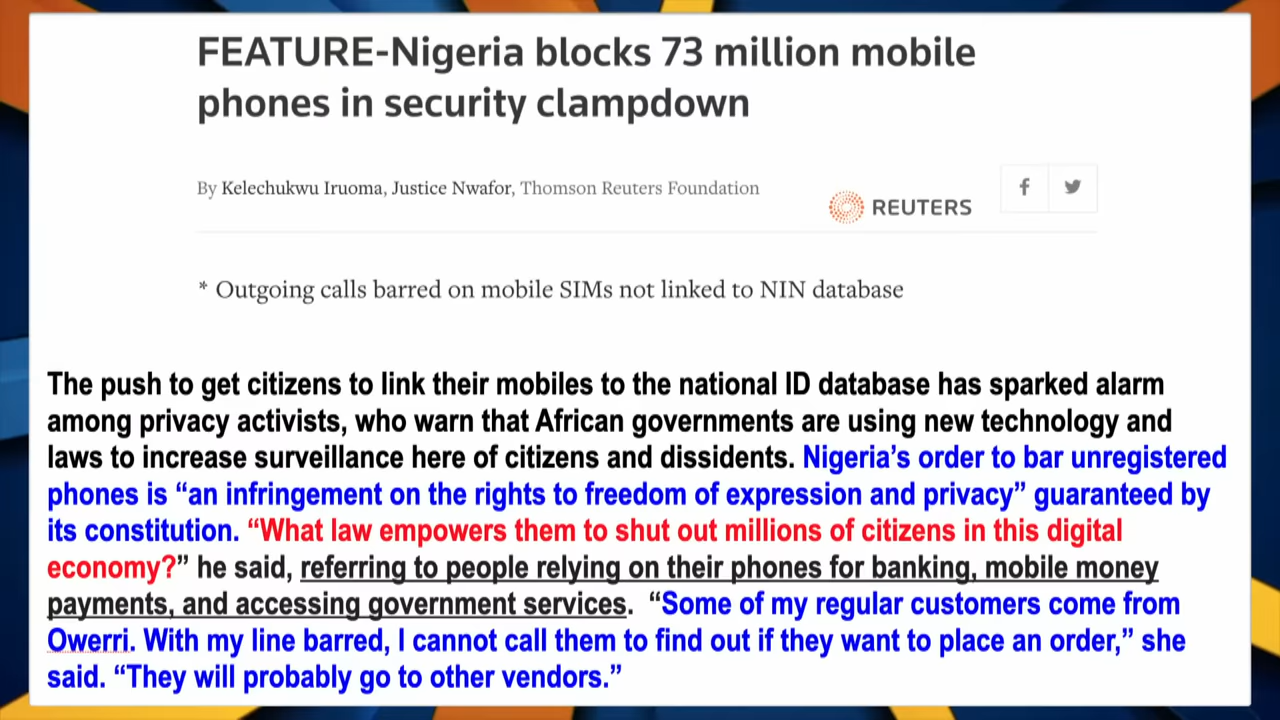 FEATURE-Nigeria blocks 73 million mobile
phones in security clampdown
By Kelechukwu Iruoma, Justice Nwafor, Thomson Reuters Foundation
REUTERS
* Outgoing calls barred on mobile SIMs not linked to NIN database
The push to get citizens to link their mobiles to the national ID database has sparked alarm
among privacy activists, who warn that African governments are using new technology and
laws to increase surveillance here of citizens and dissidents. Nigeria’s order to bar unregistered
phones is “an infringement on the rights to freedom of expression and privacy” guaranteed by
its constitution. “What law empowers them to shut out millions of citizens in this digital
economy?” he said, referring to people relying on their phones for banking, mobile money
payments, and accessing government services. “Some of my regular customers come from
Owerri. With my line barred, I cannot call them to find out if they want to place an order,” she
said. “They will probably go to other vendors.”